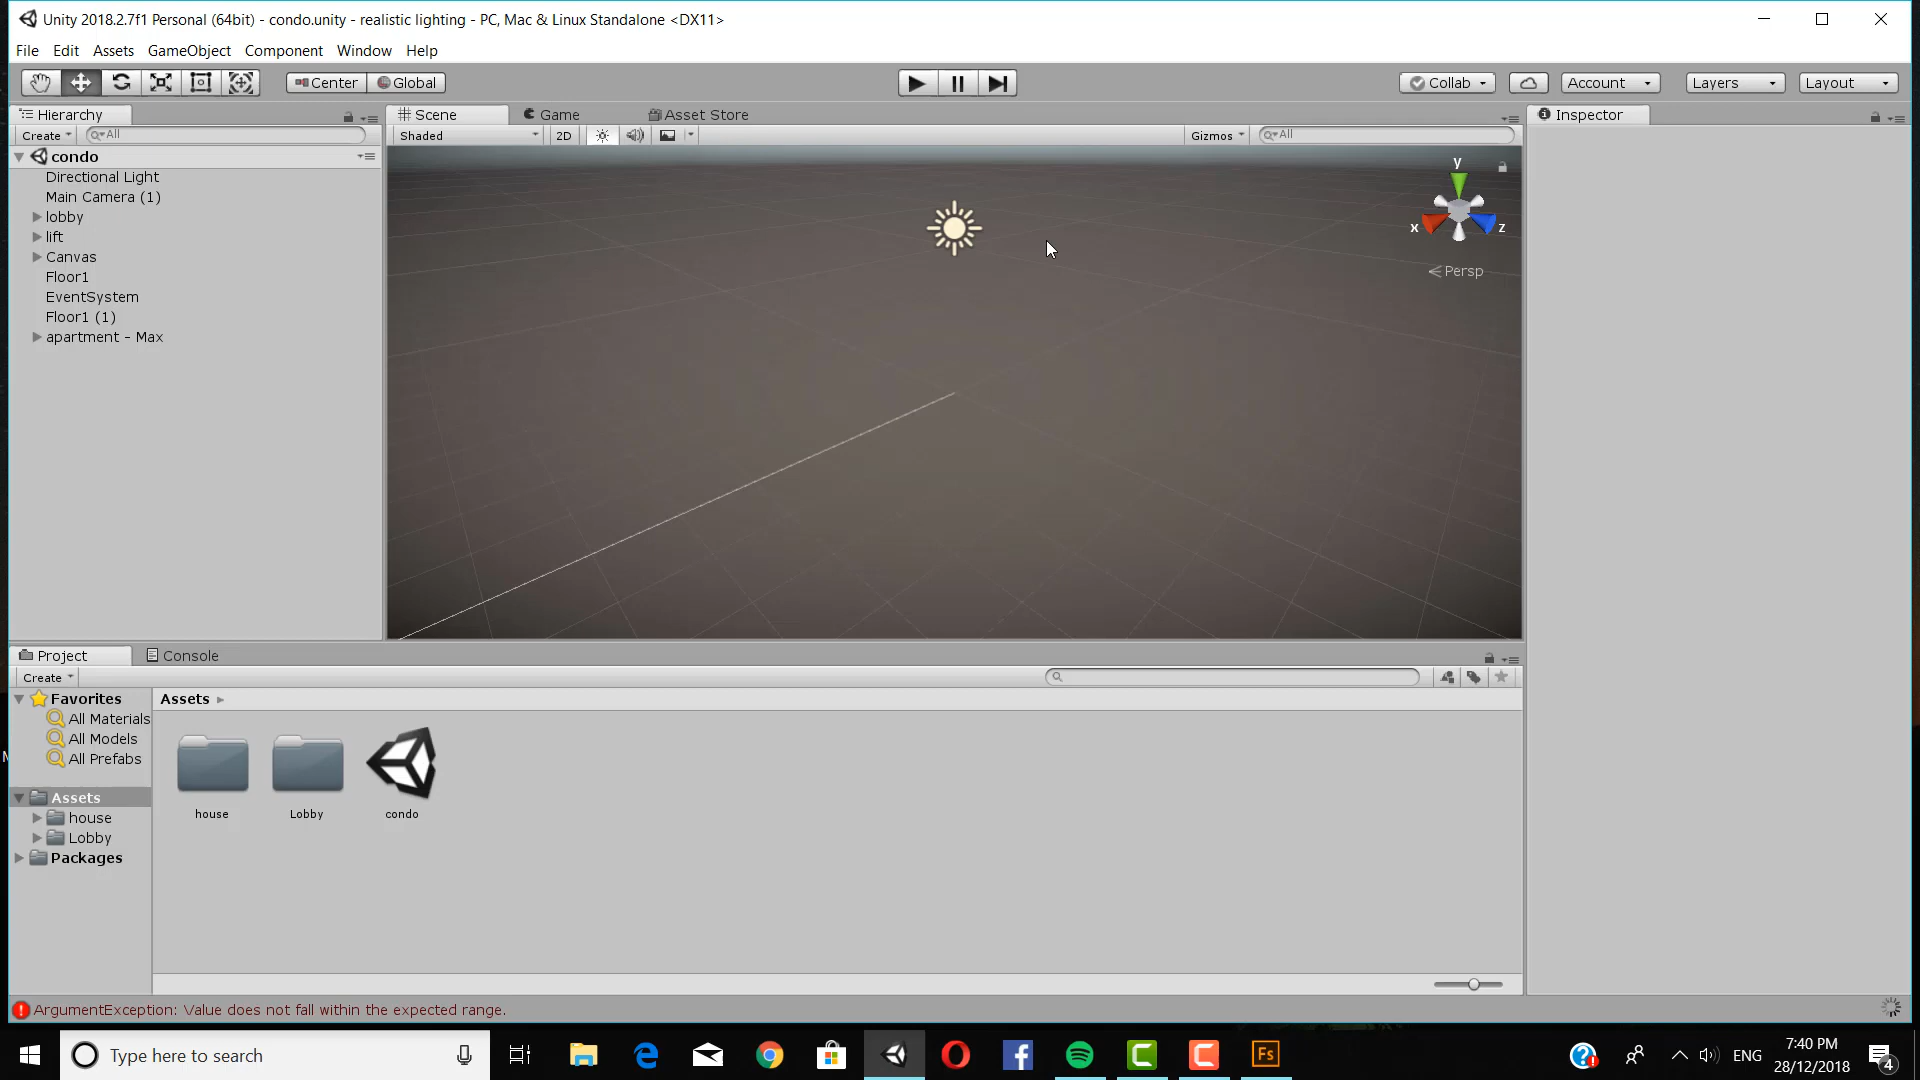 Unity 2018.2.7f1 Personal (64bit) - condo.unity - realistic lighting - PC, Mac & Linux Standalone <DX11>
File Edit Assets GameObject Component Window Help
Center Global Collab Account Layers Layout
Hierarchy Scene Game Asset Store Inspector
Create All Shaded 2D Gizmos All
condo
Directional Light
Main Camera (1)
lobby
lift
Canvas
Floor1
EventSystem
Floor1 (1)
apartment - Max
y
x z
Persp
Project Console
Create
Favorites Assets
All Materials
All Models
All Prefabs
Assets
house
Lobby
Packages
house Lobby condo
ArgumentException: Value does not fall within the expected range.
Type here to search
Fs
ENG
7:40 PM
28/12/2018
4